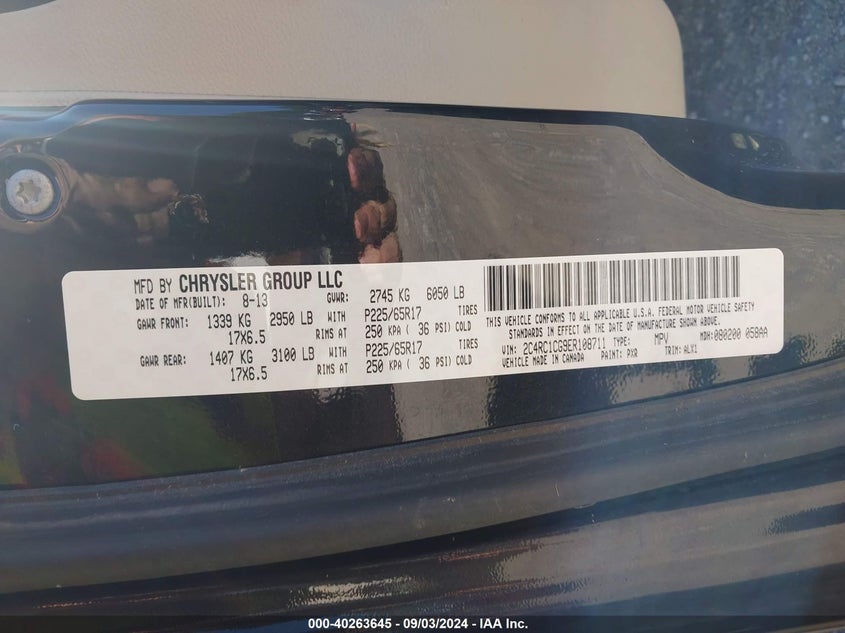 MFD BY CHRYSLER GROUP LLC
DATE OF MFR(BUILT): 8-13 GVWR: 2745 KG 6050 LB
GAWR FRONT: 1339 KG 2950 LB WITH P225/65R17 TIRES
17X6.5 RIMS AT 250 KPA ( 36 PSI) COLD
GAWR REAR: 1407 KG 3100 LB WITH P225/65R17 TIRES
17X6.5 RIMS AT 250 KPA ( 36 PSI) COLD
THIS VEHICLE CONFORMS TO ALL APPLICABLE U.S.A. FEDERAL MOTOR VEHICLE SAFETY
STANDARDS IN EFFECT ON THE DATE OF MANUFACTURE SHOWN ABOVE.
VIN: 2C4RC1CG9ER108711 TYPE: MPV MDH: 080200 058AA
VEHICLE MADE IN CANADA PAINT: PXR TRIM: ALX1
000-40263645 - 09/03/2024 - IAA Inc.